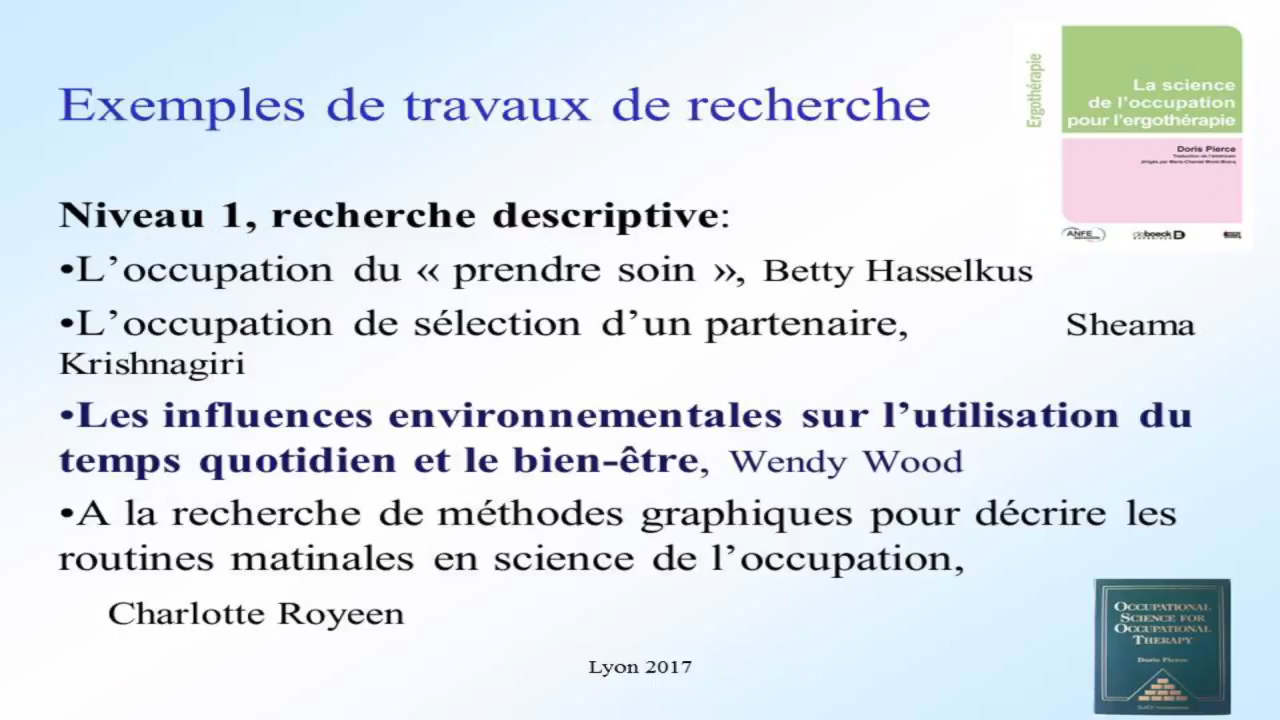 Exemples de travaux de recherche
Ergothérapie
La science
de l'occupation
pour l'ergothérapie
Doris Pierce
Niveau 1, recherche descriptive:
•L'occupation du « prendre soin », Betty Hasselkus
•L'occupation de sélection d'un partenaire, Sheama
Krishnagiri
•Les influences environnementales sur l'utilisation du
temps quotidien et le bien-être, Wendy Wood
•A la recherche de méthodes graphiques pour décrire les
routines matinales en science de l'occupation,
Charlotte Royeen
Lyon 2017
ANFE
deboeck
OCCUPATIONAL
SCIENCE FOR
OCCUPATIONAL
THERAPY
Doris Pierce